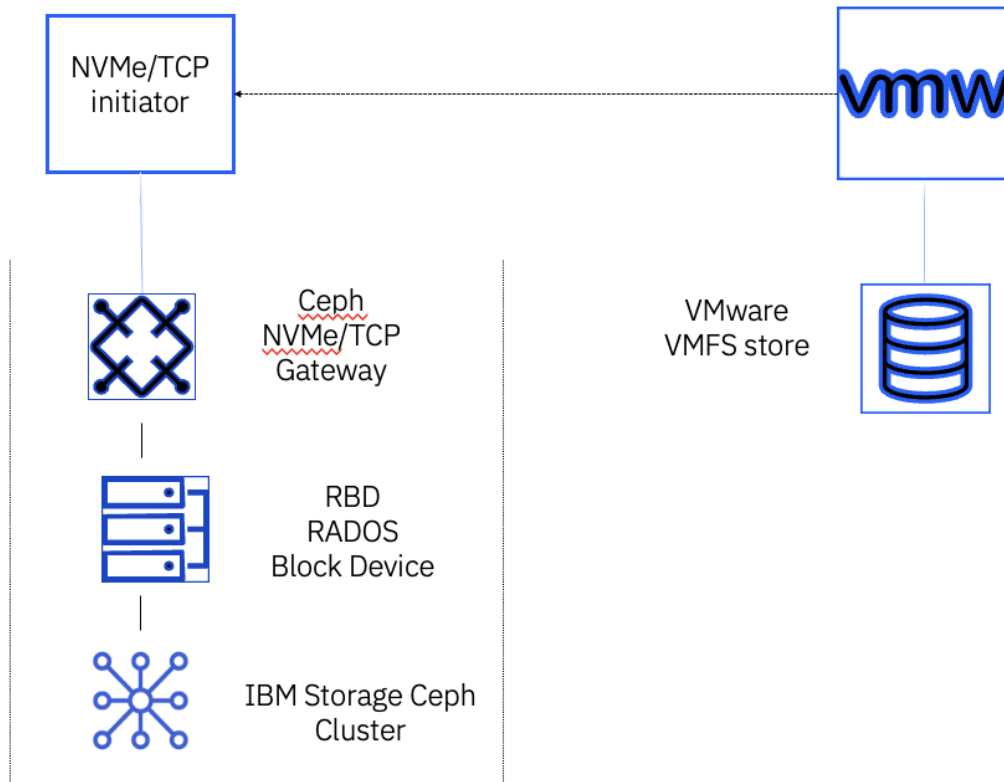 NVMe/TCP
initiator
vmw
Ceph
NVMe/TCP
Gateway
VMware
VMFS store
RBD
RADOS
Block Device
IBM Storage Ceph
Cluster